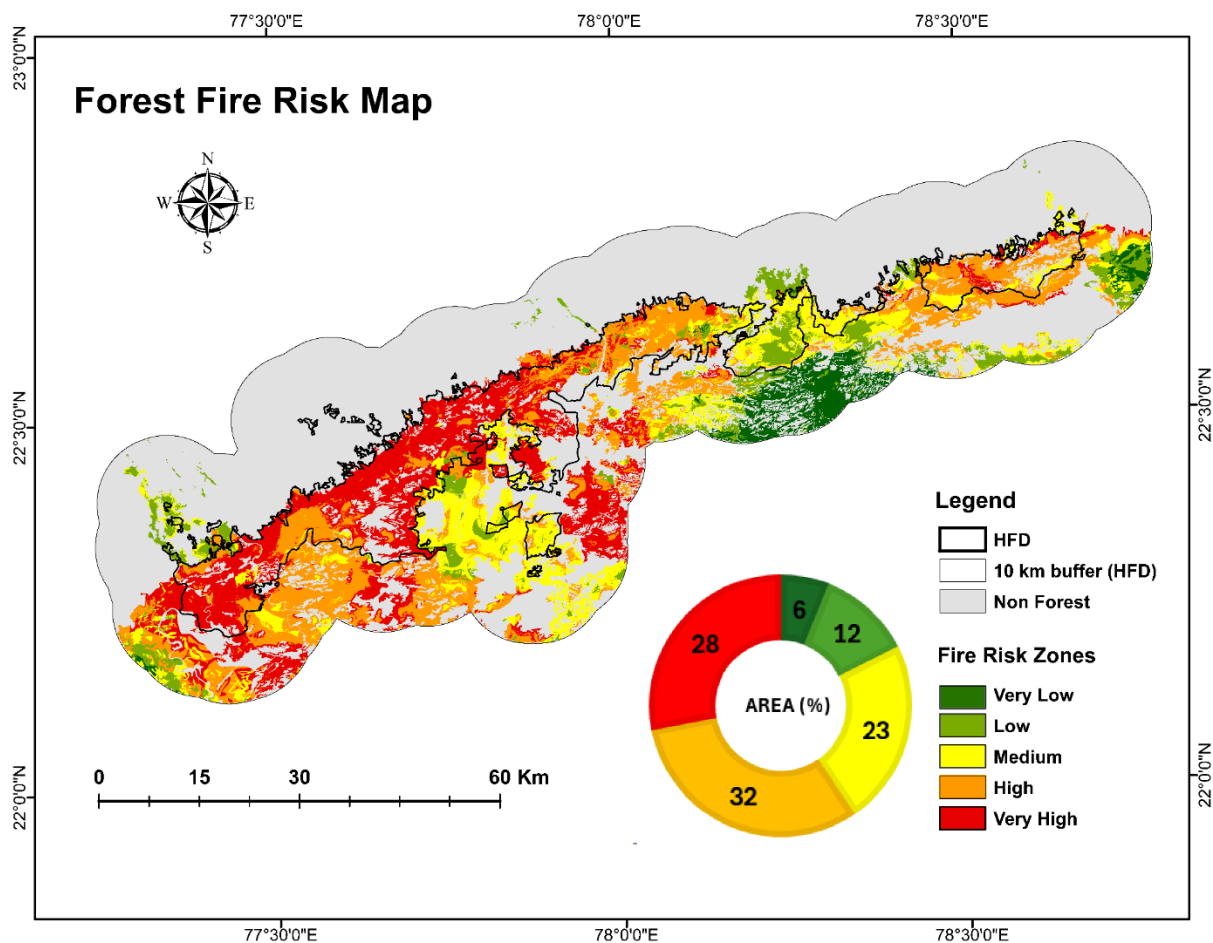 77°30'0"E
78°0'0"E
78°30'0"E
23°0'0"N
Forest Fire Risk Map
N
W
E
S
22°30'0"N
22°30'0"N
Legend
HFD
10 km buffer (HFD)
Non Forest
Fire Risk Zones
Very Low
Low
Medium
High
Very High
6
12
28
AREA (%)
23
32
0
15
30
60 Km
22°0'0"N
22°0'0"N
77°30'0"E
78°0'0"E
78°30'0"E